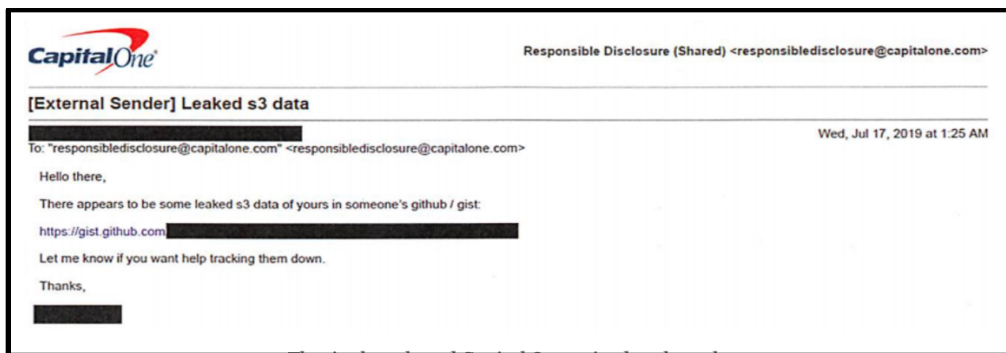 CapitalOne
Responsible Disclosure (Shared) <responsibledisclosure@capitalone.com>
[External Sender] Leaked s3 data
Wed, Jul 17, 2019 at 1:25 AM
To: "responsibledisclosure@capitalone.com" <responsibledisclosure@capitalone.com>
Hello there,
There appears to be some leaked s3 data of yours in someone's github / gist:
https://gist.github.com
Let me know if you want help tracking them down.
Thanks,